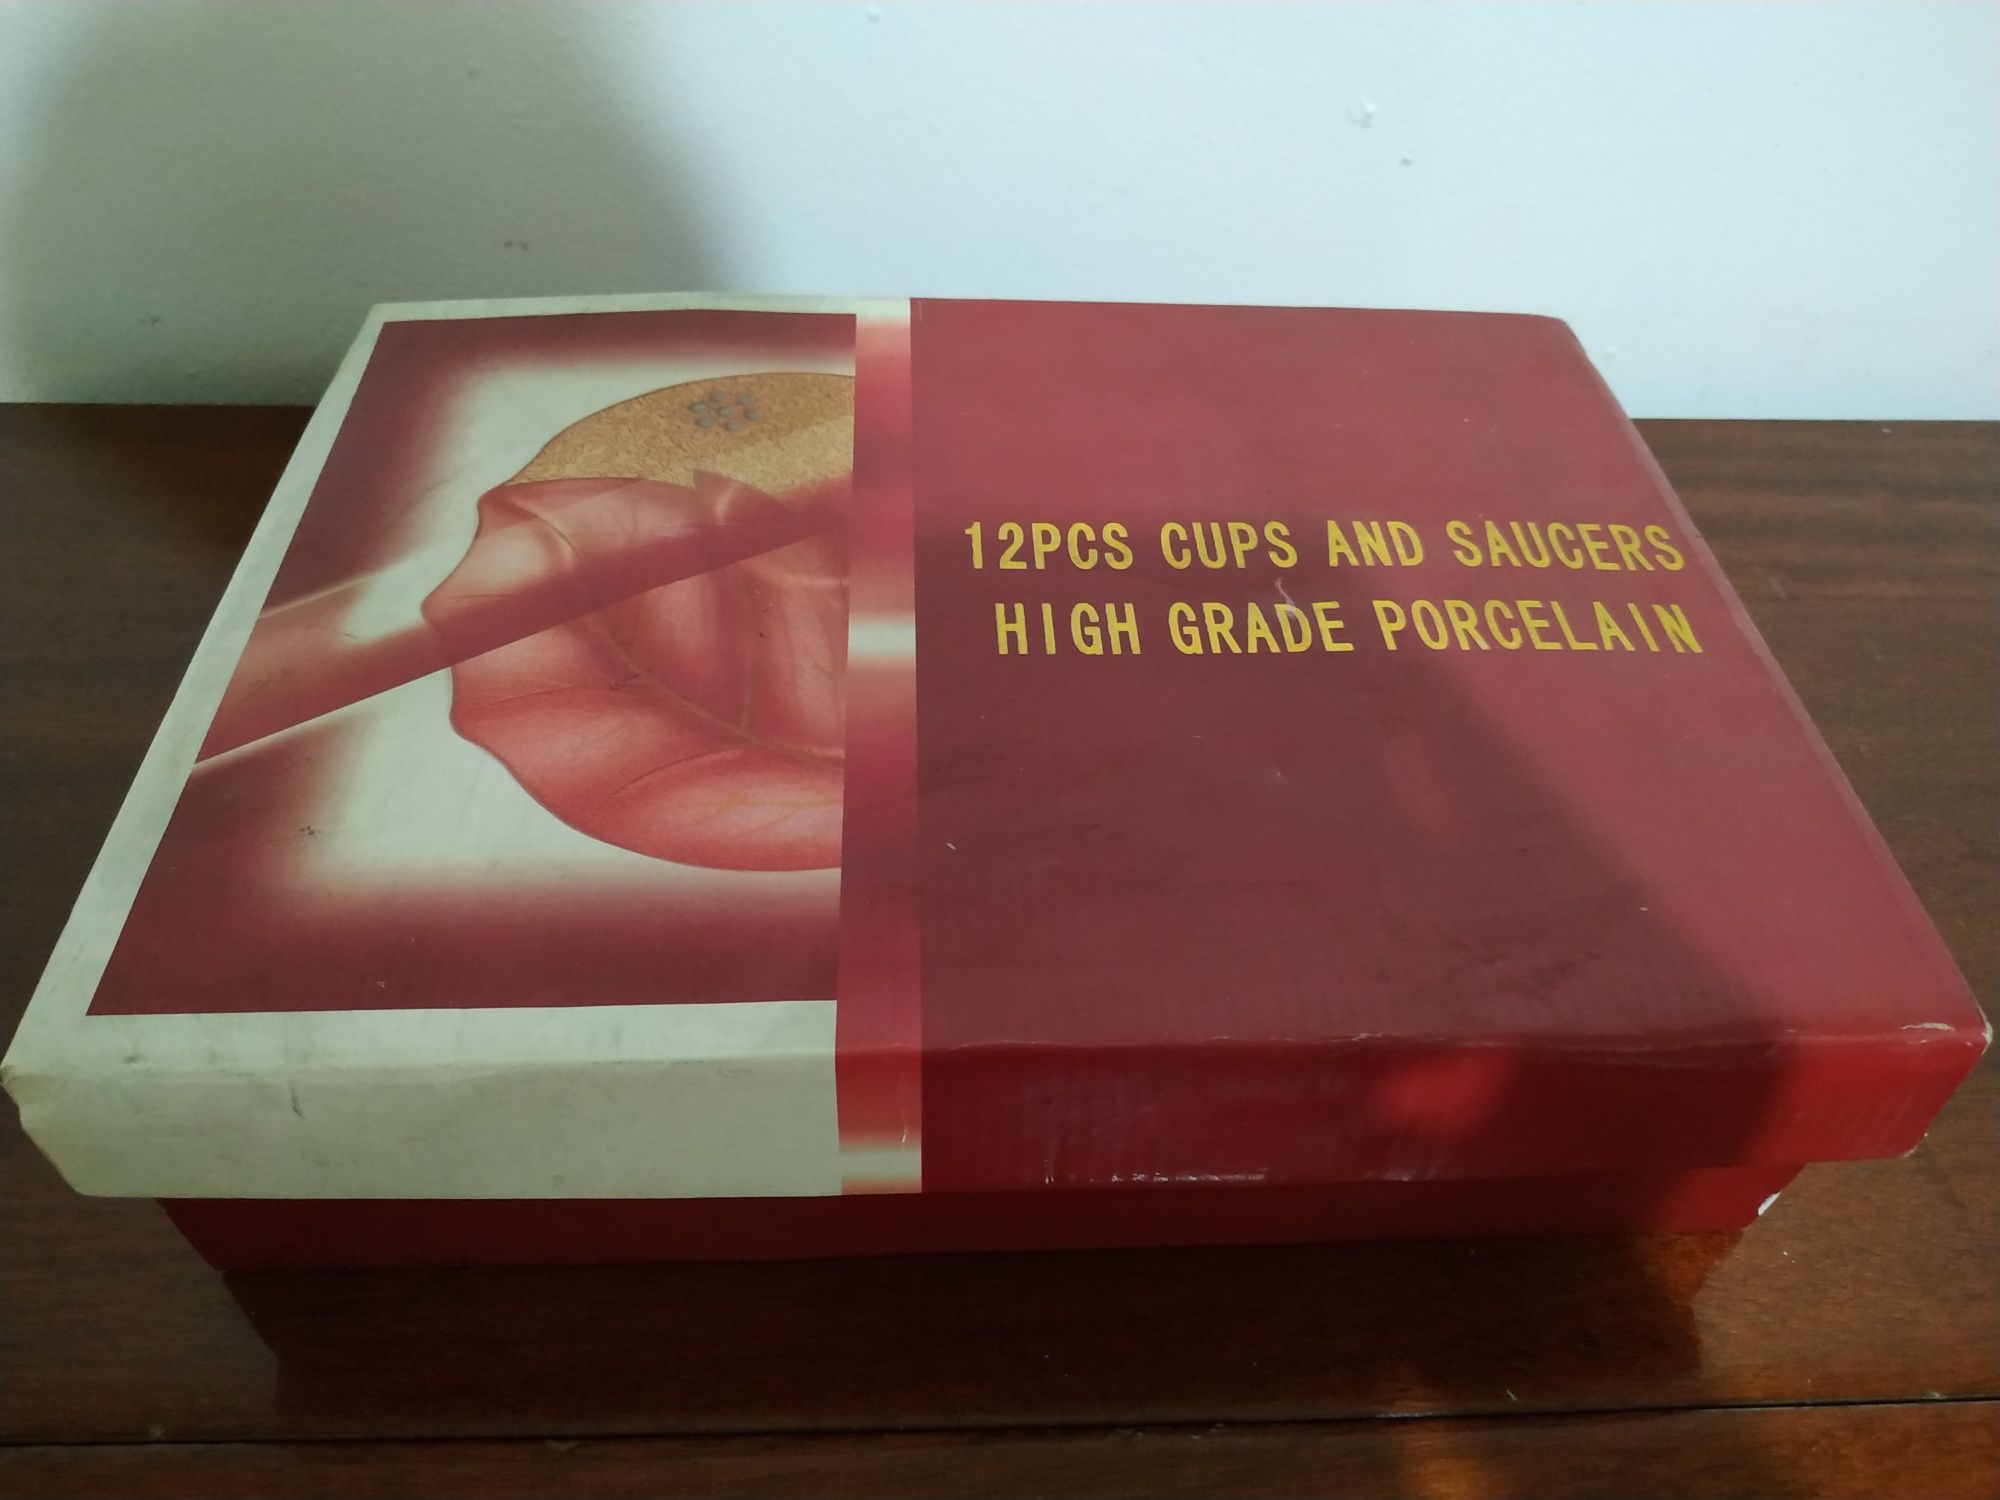 12PCS CUPS AND SAUCERS
HIGH GRADE PORCELAIN